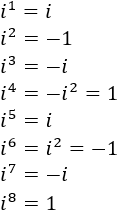 i¹ = i
i² = −1
i³ = −i
i⁴ = −i² = 1
i⁵ = i
i⁶ = i² = −1
i⁷ = −i
i⁸ = 1